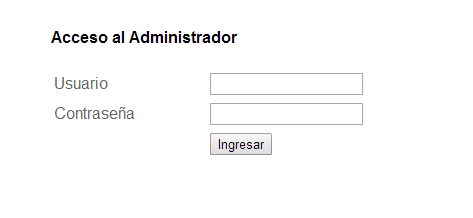 Acceso al Administrador
Usuario
Contraseña
Ingresar